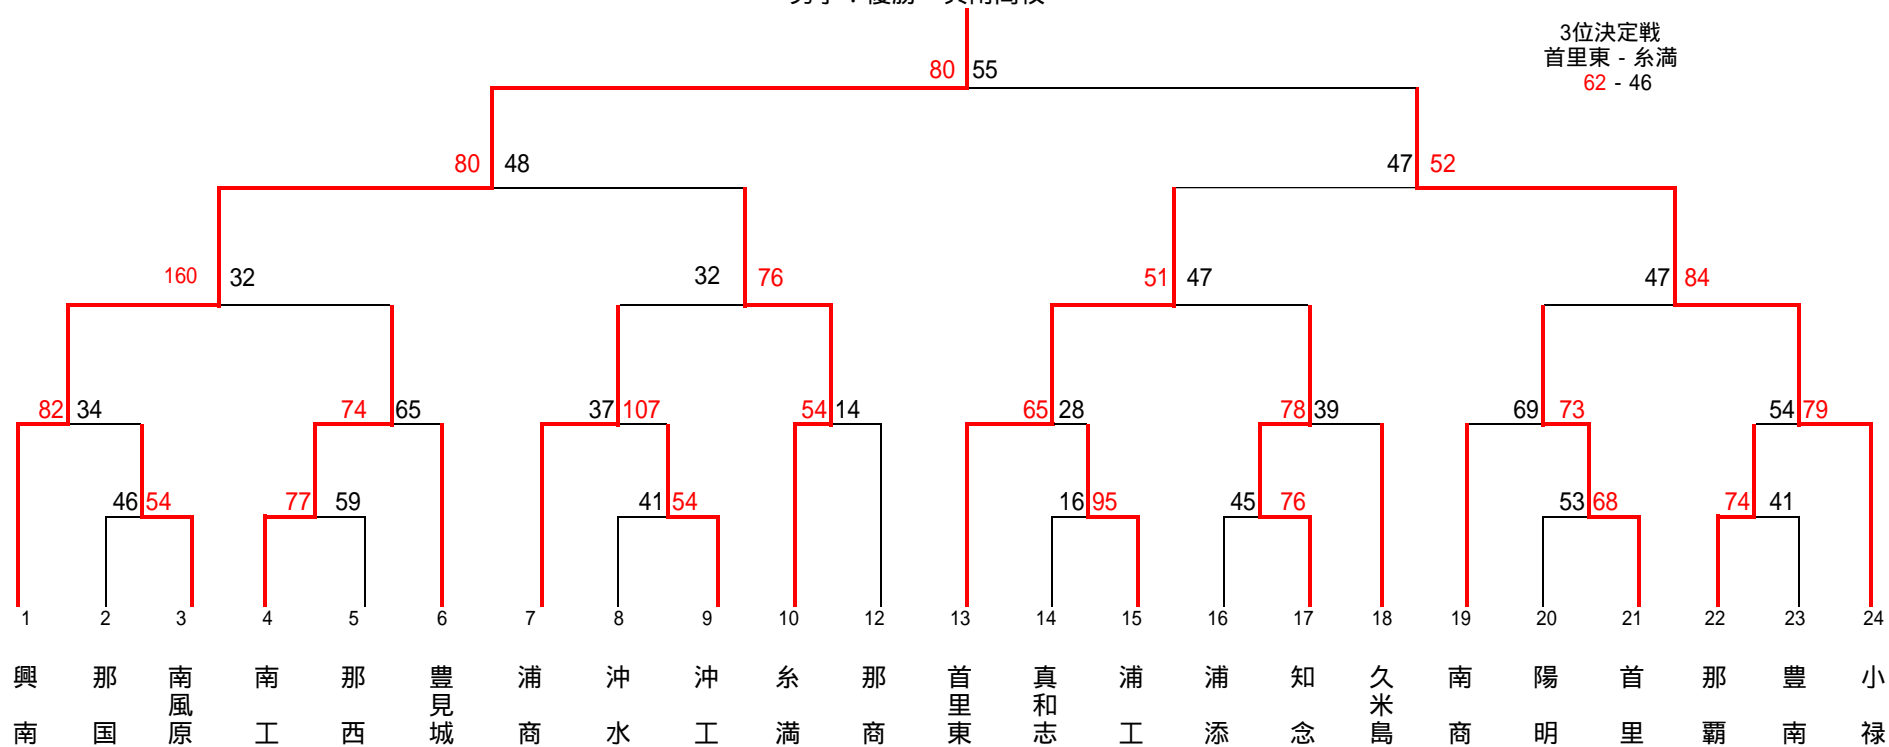 3位決定戦
首里東 - 糸満
62 - 46
80 55
80 48
47 52
160 32
32 76
51 47
47 84
82 34
74 65
37 107
54 14
65 28
78 39
69 73
54 79
46 54
77 59
41 54
16 95
45 76
53 68
74 41
1 2 3 4 5 6 7 8 9 10 12 13 14 15 16 17 18 19 20 21 22 23 24
興南
那国
南風原
南工
那西
豊見城
浦商
沖水
沖工
糸満
那商
首里東
真和志
浦工
浦添
知念
久米島
南商
陽明
首里
那覇
豊南
小禄